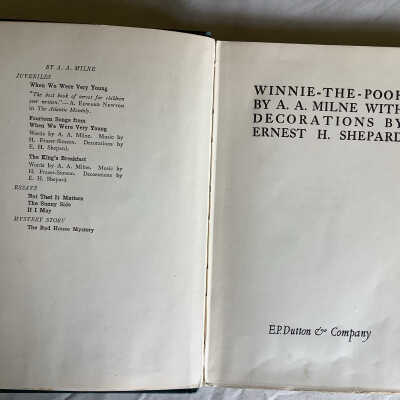 BY A. A. MILNE
JUVENILES
When We Were Very Young
"The best book of verses for children
ever written."—A. EDWARD NEWTON
in The Atlantic Monthly.
Fourteen Songs from
When We Were Very Young
Words by A. A. Milne. Music by
H. Fraser-Simson. Decorations by
E. H. Shepard.
The King's Breakfast
Words by A. A. Milne. Music by
H. Fraser-Simson. Decorations by
E. H. Shepard.
ESSAYS
Not That It Matters
The Sunny Side
If I May
MYSTERY STORY
The Red House Mystery
WINNIE-THE-POOH
BY A. A. MILNE WITH
DECORATIONS BY
ERNEST H. SHEPARD
E.P. Dutton & Company